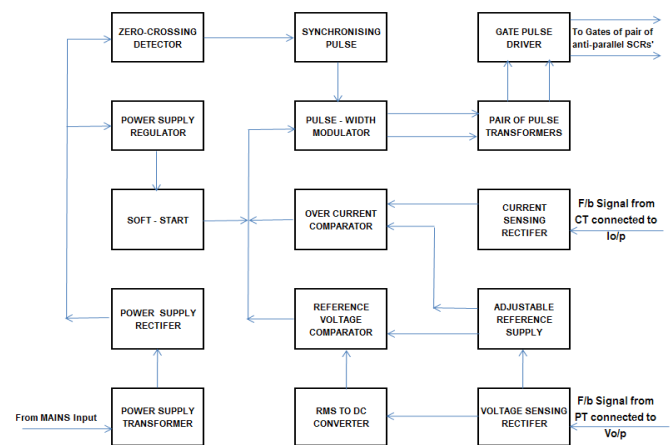 ZERO-CROSSING
DETECTOR
SYNCHRONISING
PULSE
GATE PULSE
DRIVER
To Gates of pair of
anti-parallel SCRs'
POWER SUPPLY
REGULATOR
PULSE - WIDTH
MODULATOR
PAIR OF PULSE
TRANSFORMERS
SOFT - START
OVER CURRENT
COMPARATOR
CURRENT
SENSING
RECTIFER
F/b Signal from
CT connected to
Io/p
POWER SUPPLY
RECTIFER
REFERENCE
VOLTAGE
COMPARATOR
ADJUSTABLE
REFERENCE
SUPPLY
From MAINS Input
POWER SUPPLY
TRANSFORMER
RMS TO DC
CONVERTER
VOLTAGE SENSING
RECTIFER
F/b Signal from
PT connected to
Vo/p